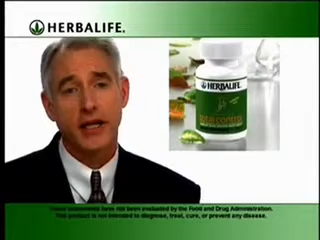 HERBALIFE.
HERBALIFE.
These statements have not been evaluated by the Food and Drug Administration.
This product is not intended to diagnose, treat, cure, or prevent any disease.